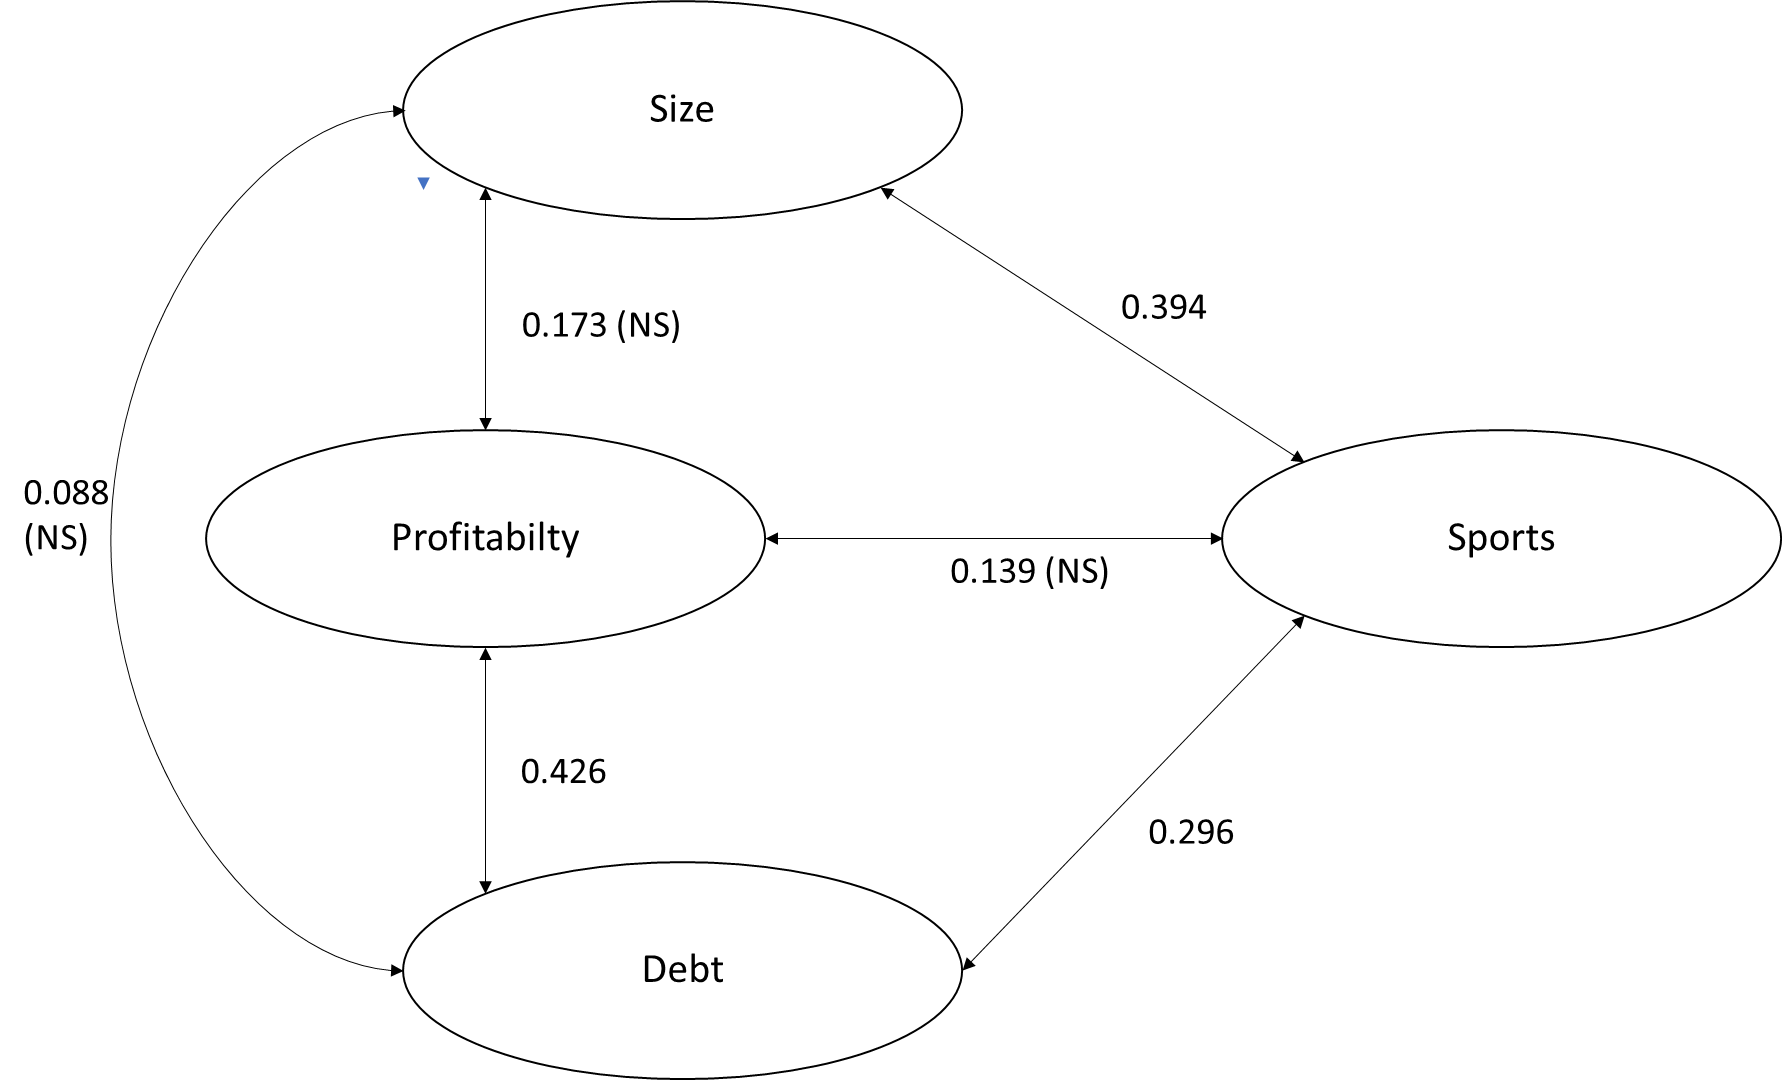 Size
0.394
0.173 (NS)
0.088
(NS)
Profitabilty
Sports
0.139 (NS)
0.426
0.296
Debt